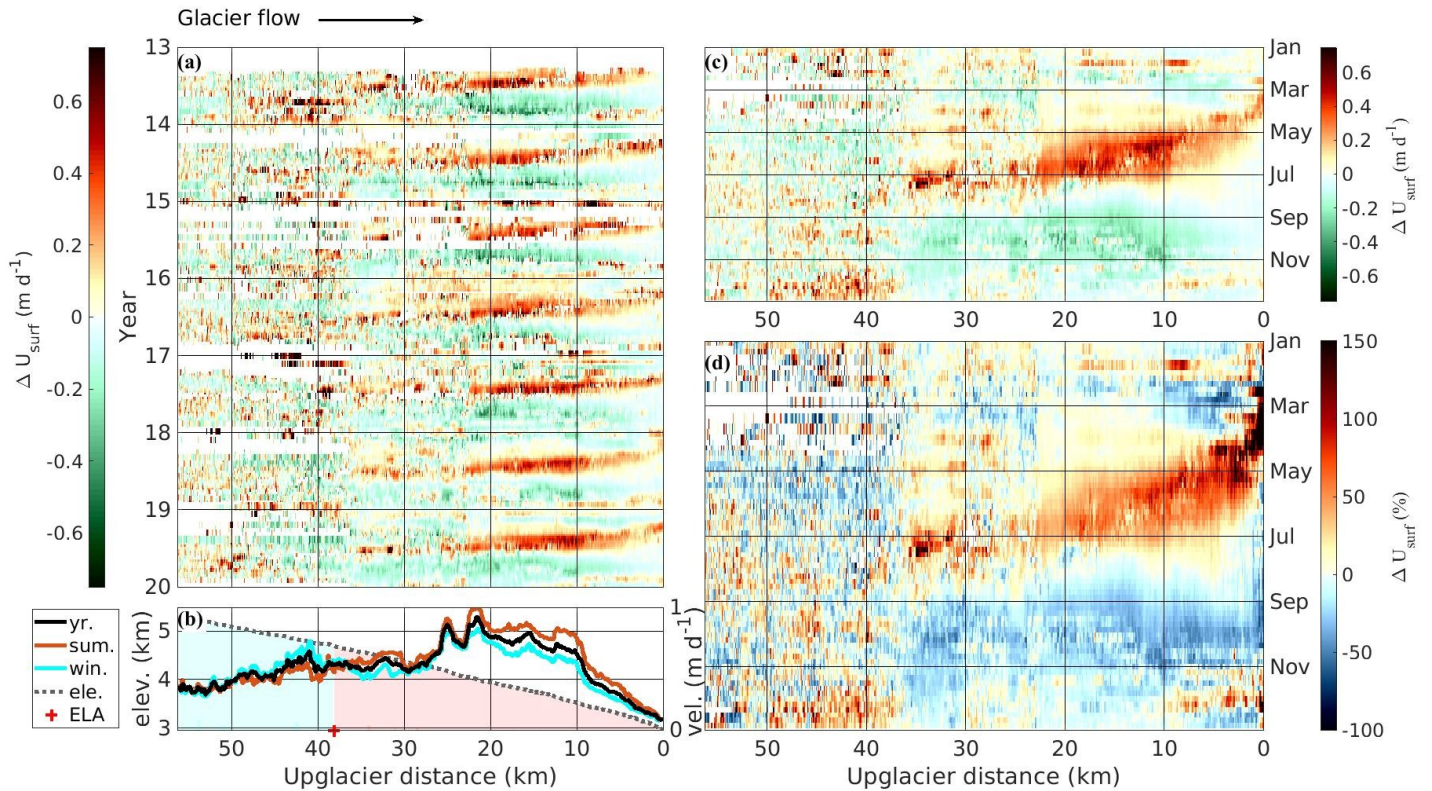 Glacier flow
(a)
13
14
15
16
17
18
19
20
Year
0.6
0.4
0.2
0
-0.2
-0.4
-0.6
Δ U_surf (m d⁻¹)
(b)
yr.
sum.
win.
ele.
ELA
5
4
3
elev. (km)
1
0
vel. (m d⁻¹)
50 40 30 20 10 0
Upglacier distance (km)
(c)
Jan
Mar
May
Jul
Sep
Nov
50 40 30 20 10 0
0.6
0.4
0.2
0
-0.2
-0.4
-0.6
Δ U_surf (m d⁻¹)
(d)
Jan
Mar
May
Jul
Sep
Nov
50 40 30 20 10 0
Upglacier distance (km)
150
100
50
0
-50
-100
Δ U_surf (%)